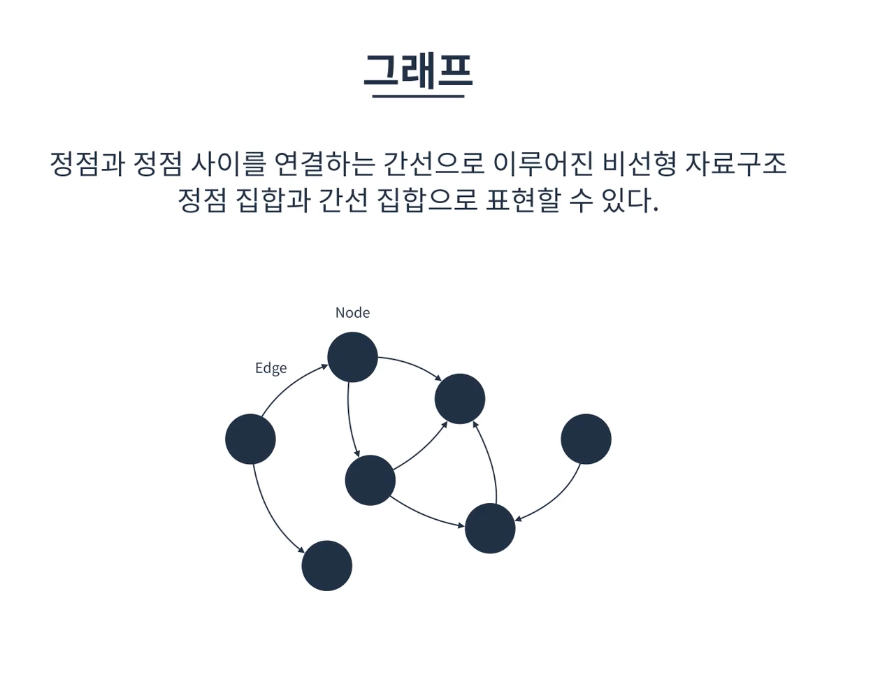 그래프
정점과 정점 사이를 연결하는 간선으로 이루어진 비선형 자료구조
정점 집합과 간선 집합으로 표현할 수 있다.
Node
Edge